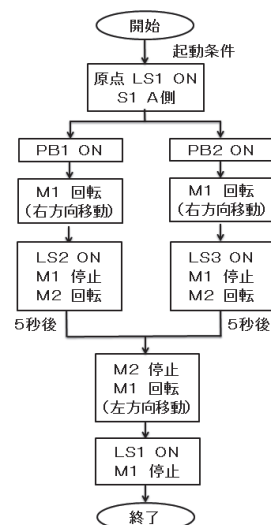 開始
起動条件
原点 LS1 ON
S1 A側
PB1 ON
PB2 ON
M1 回転
(右方向移動)
M1 回転
(右方向移動)
LS2 ON
M1 停止
M2 回転
LS3 ON
M1 停止
M2 回転
5秒後
5秒後
M2 停止
M1 回転
(左方向移動)
LS1 ON
M1 停止
終了